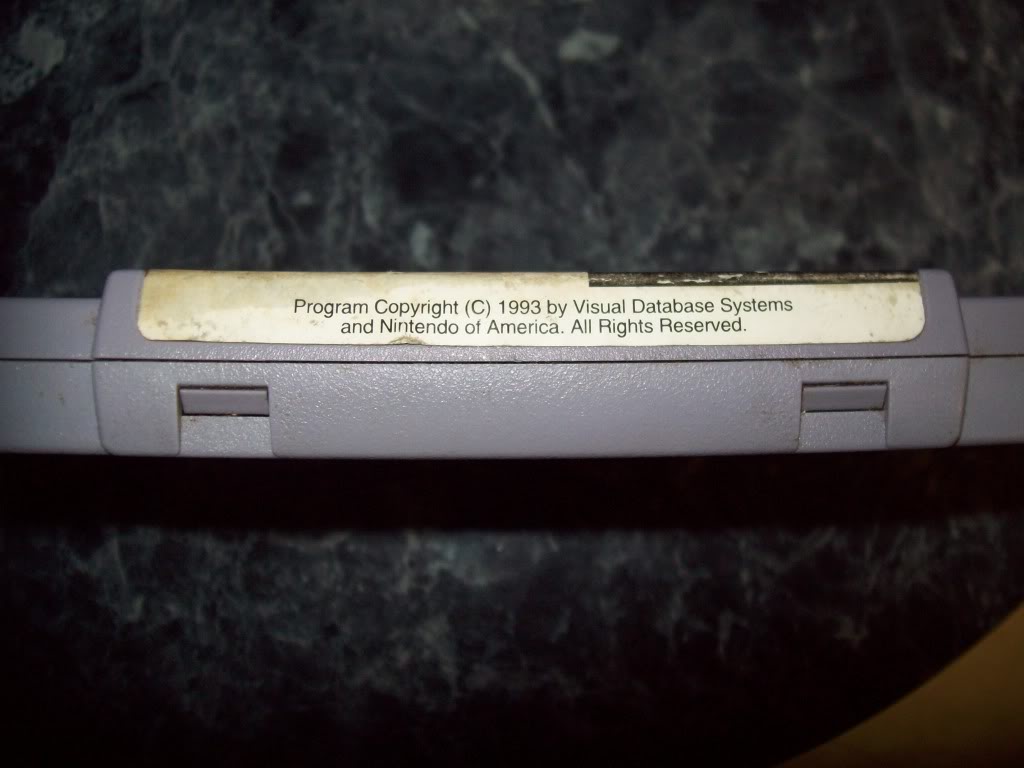 Program Copyright (C) 1993 by Visual Database Systems
and Nintendo of America. All Rights Reserved.